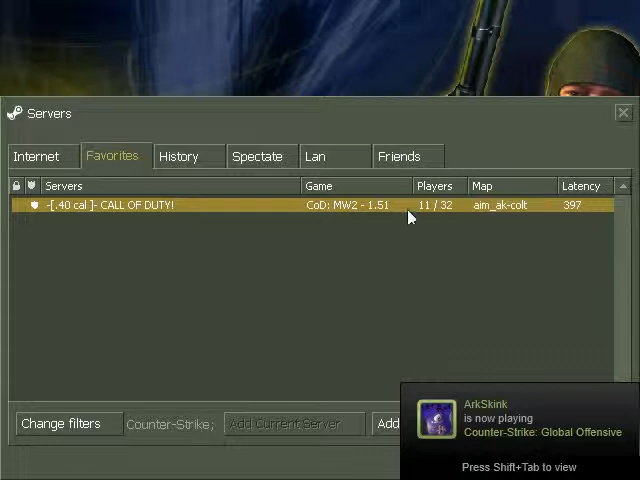 Servers
Internet Favorites History Spectate Lan Friends
Servers Game Players Map Latency
-[.40 cal ]- CALL OF DUTY! CoD: MW2 - 1.51 11 / 32 aim_ak-colt 397
Change filters Counter-Strike; Add Current Server Add
ArkSkink
is now playing
Counter-Strike: Global Offensive
Press Shift+Tab to view